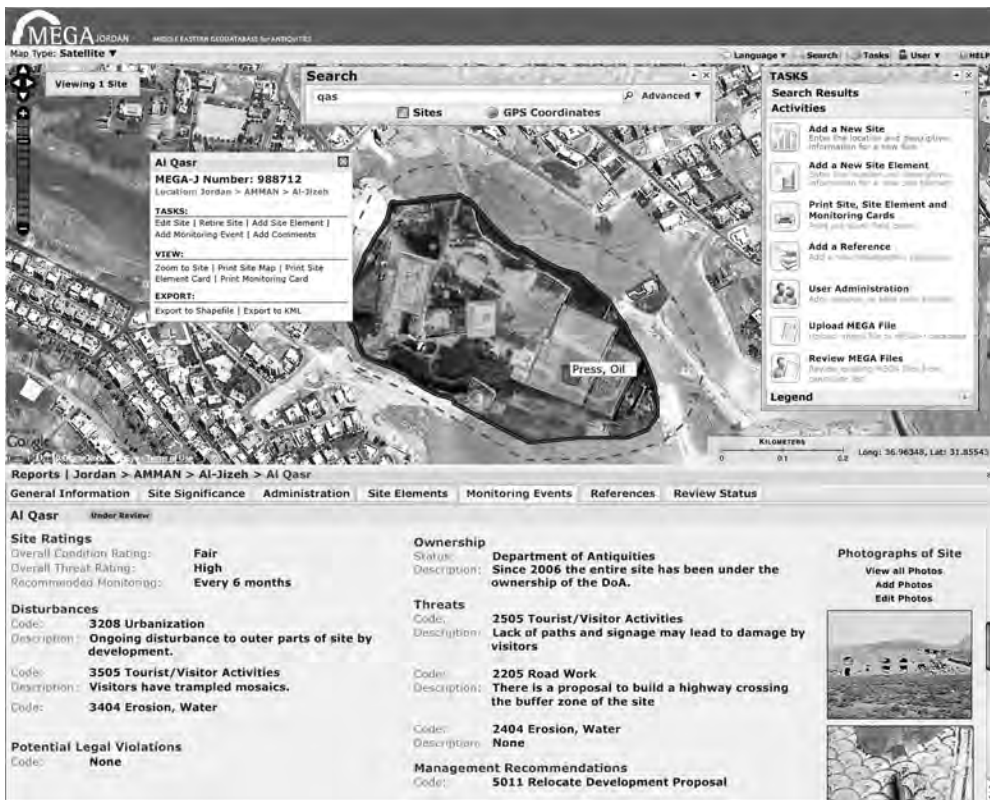 MEGA JORDAN MIDDLE EASTERN GEODATABASE for ANTIQUITIES
Map Type: Satellite ▼
Language ▼ Search Tasks User ▼ HELP
Viewing 1 Site
Search
qas
Advanced ▼
Sites GPS Coordinates
Al Qasr
MEGA-J Number: 988712
Location: Jordan > AMMAN > Al-Jizeh
TASKS:
Edit Site | Retire Site | Add Site Element |
Add Monitoring Event | Add Comments
VIEW:
Zoom to Site | Print Site Map | Print Site
Element Card | Print Monitoring Card
EXPORT:
Export to Shapefile | Export to KML
Press, Oil
TASKS
Search Results
Activities
Add a New Site
Enter the location and descriptive
information for a new site
Add a New Site Element
Print Site, Site Element and
Monitoring Cards
Add a Reference
User Administration
Upload MEGA File
Review MEGA Files
Legend
Google
KILOMETERS
0 0.1 0.2
Long: 36.96348, Lat: 31.85543
Reports | Jordan > AMMAN > Al-Jizeh > Al Qasr
General Information Site Significance Administration Site Elements Monitoring Events References Review Status
Al Qasr Under Review
Site Ratings
Overall Condition Rating: Fair
Overall Threat Rating: High
Recommended Monitoring: Every 6 months
Disturbances
Code: 3208 Urbanization
Description: Ongoing disturbance to outer parts of site by
development.
Code: 3505 Tourist/Visitor Activities
Description: Visitors have trampled mosaics.
Code: 3404 Erosion, Water
Potential Legal Violations
Code: None
Ownership
Status: Department of Antiquities
Description: Since 2006 the entire site has been under the
ownership of the DoA.
Threats
Code: 2505 Tourist/Visitor Activities
Description: Lack of paths and signage may lead to damage by
visitors
Code: 2205 Road Work
Description: There is a proposal to build a highway crossing
the buffer zone of the site
Code: 2404 Erosion, Water
Description: None
Management Recommendations
Code: 5011 Relocate Development Proposal
Photographs of Site
View all Photos
Add Photos
Edit Photos